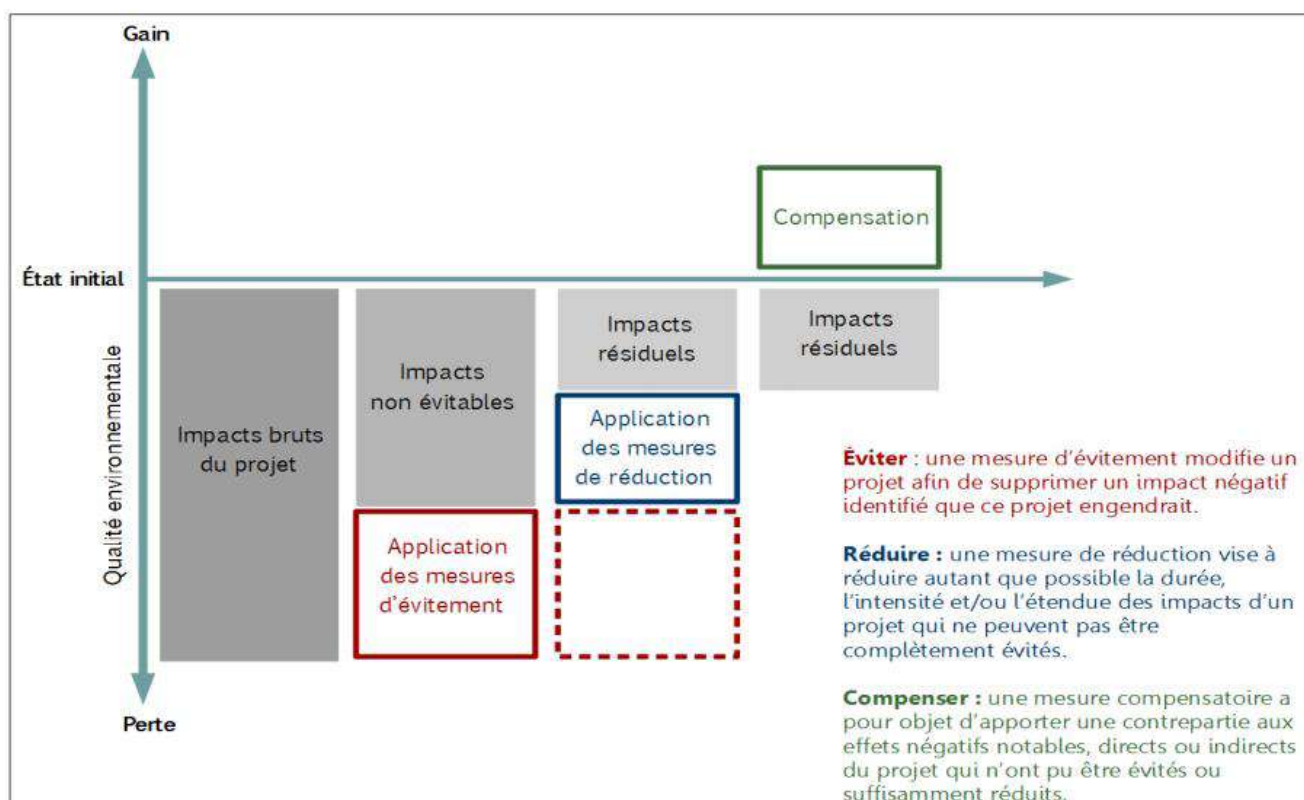 Gain
Compensation
État initial
Qualité environnementale
Impacts bruts
du projet
Impacts
non évitables
Application
des mesures
d'évitement
Impacts
résiduels
Application
des mesures
de réduction
Impacts
résiduels
Perte
Éviter : une mesure d'évitement modifie un
projet afin de supprimer un impact négatif
identifié que ce projet engendrait.
Réduire : une mesure de réduction vise à
réduire autant que possible la durée,
l'intensité et/ou l'étendue des impacts d'un
projet qui ne peuvent pas être
complètement évités.
Compenser : une mesure compensatoire a
pour objet d'apporter une contrepartie aux
effets négatifs notables, directs ou indirects
du projet qui n'ont pu être évités ou
suffisamment réduits.